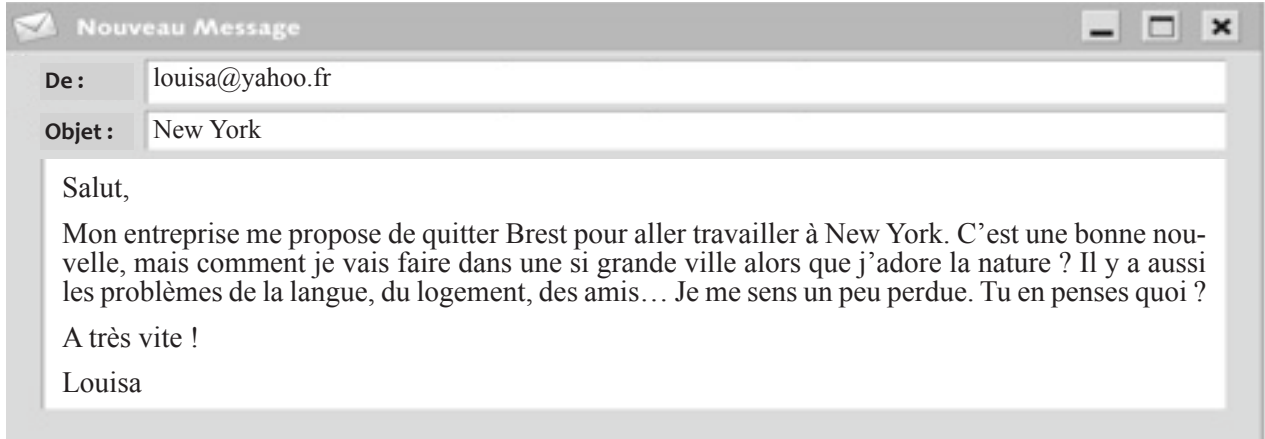 Nouveau Message
De : louisa@yahoo.fr
Objet : New York
Salut,
Mon entreprise me propose de quitter Brest pour aller travailler à New York. C’est une bonne nou-
velle, mais comment je vais faire dans une si grande ville alors que j’adore la nature ? Il y a aussi
les problèmes de la langue, du logement, des amis… Je me sens un peu perdue. Tu en penses quoi ?
A très vite !
Louisa